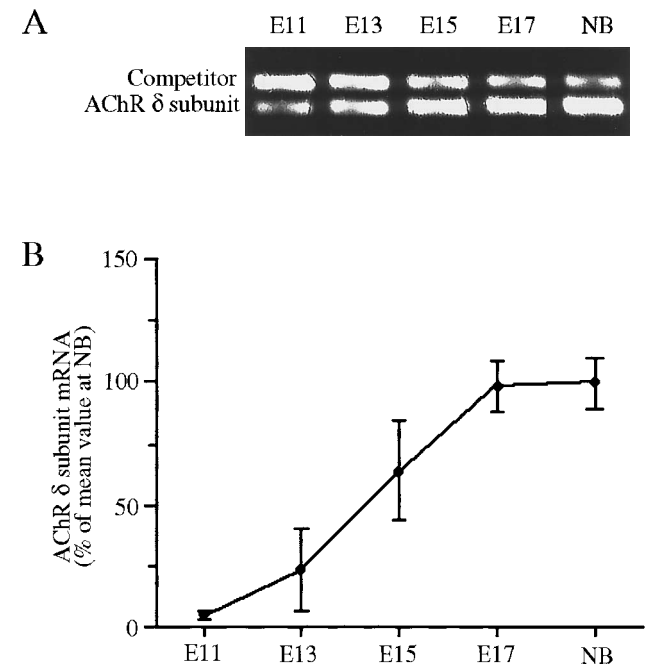 A
E11 E13 E15 E17 NB
Competitor
AChR δ subunit
B
150
100
50
0
AChR δ subunit mRNA
(% of mean value at NB)
E11 E13 E15 E17 NB